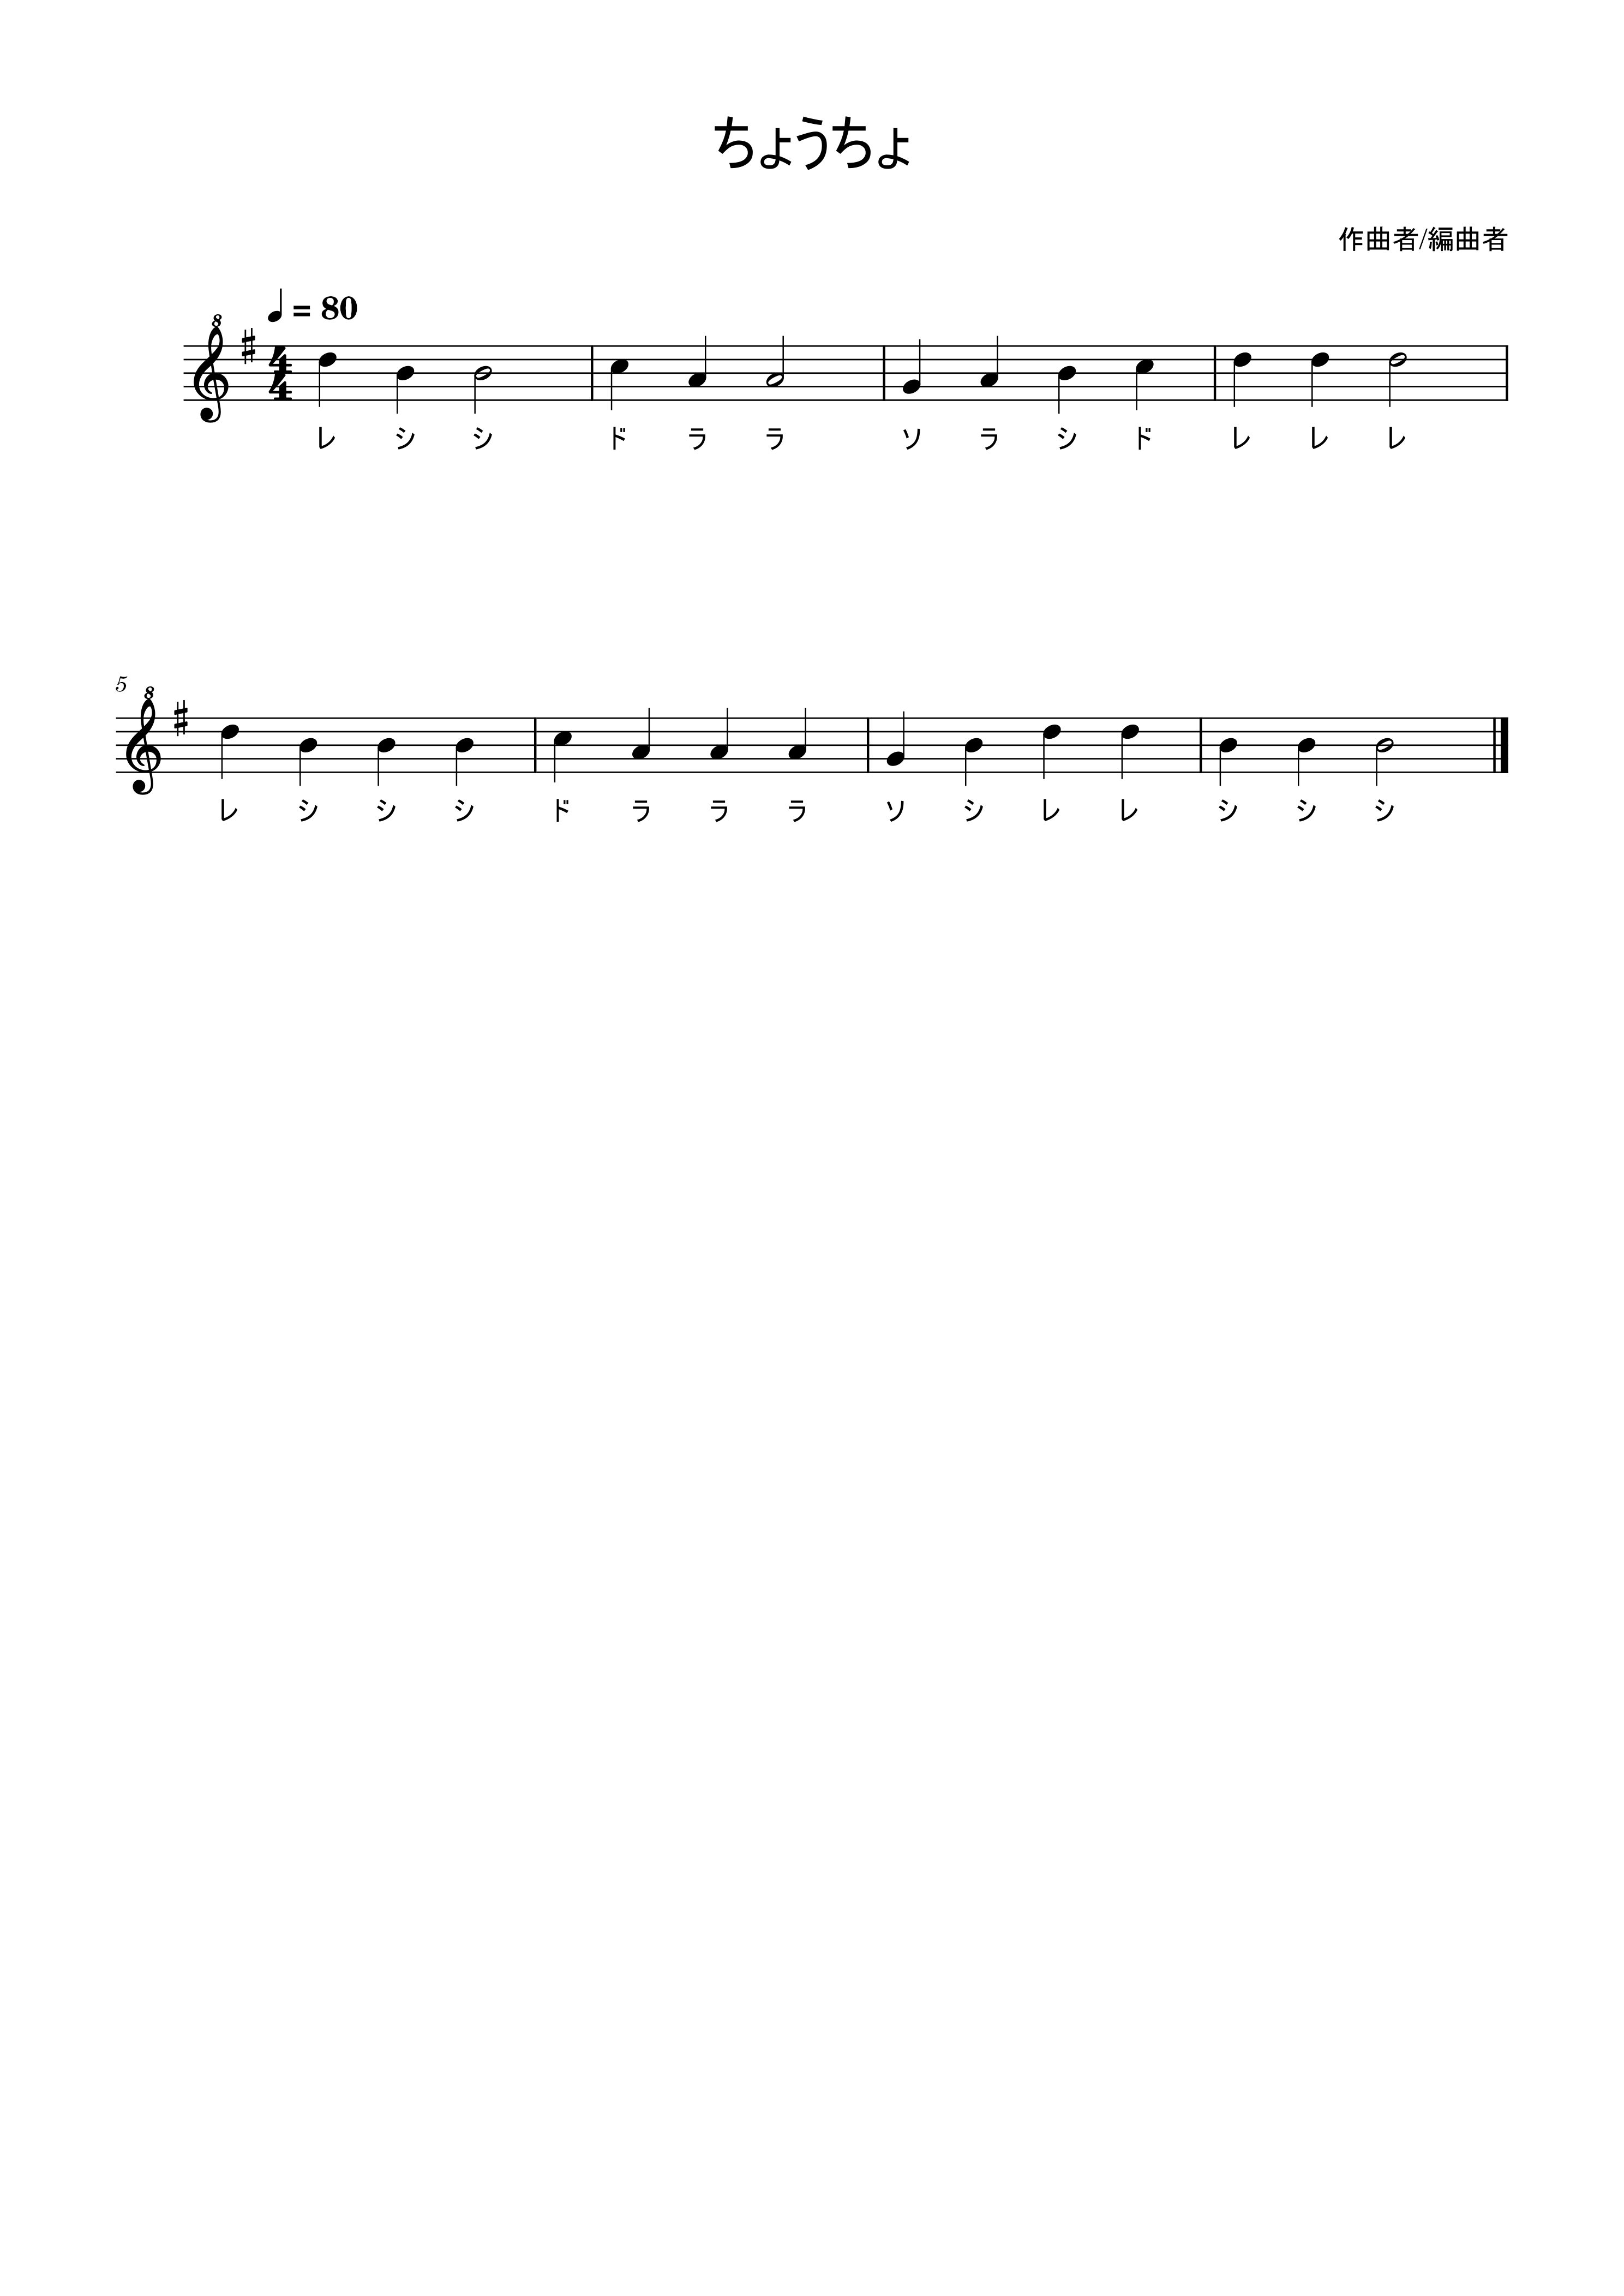 ちょうちょ
作曲者/編曲者
= 80
8
4
4
レ シ シ ド ラ ラ ソ ラ シ ド レ レ レ
5
8
レ シ シ シ ド ラ ラ ラ ソ シ レ レ シ シ シ